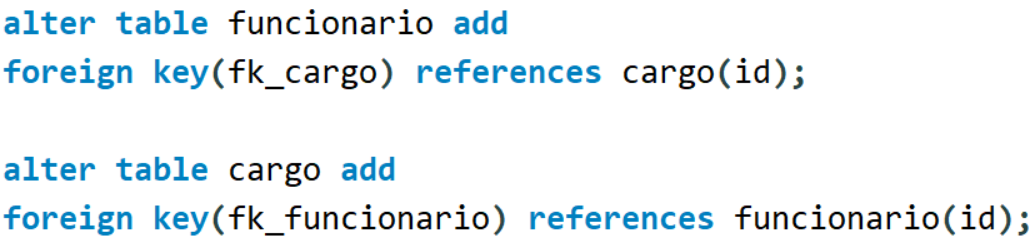 alter table funcionario add
foreign key(fk_cargo) references cargo(id);
alter table cargo add
foreign key(fk_funcionario) references funcionario(id);